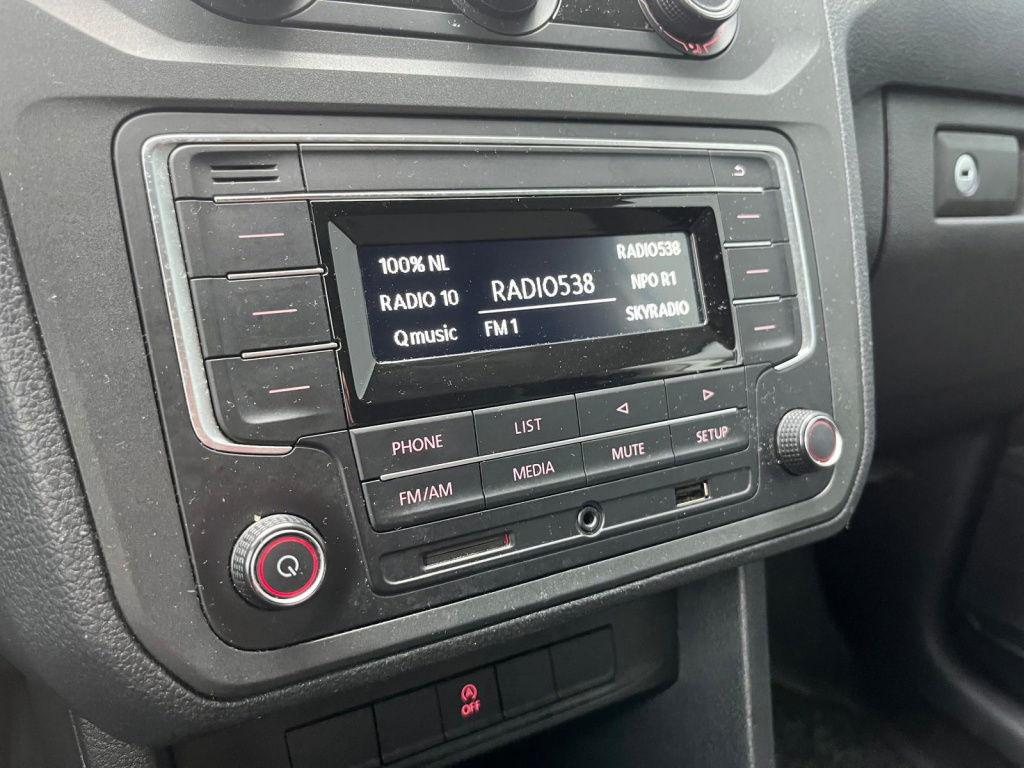 100% NL
RADIO 10
Qmusic
RADIO538
FM 1
RADIO538
NPO R1
SKYRADIO
PHONE
LIST
FM/AM
MEDIA
MUTE
SETUP
A
OFF